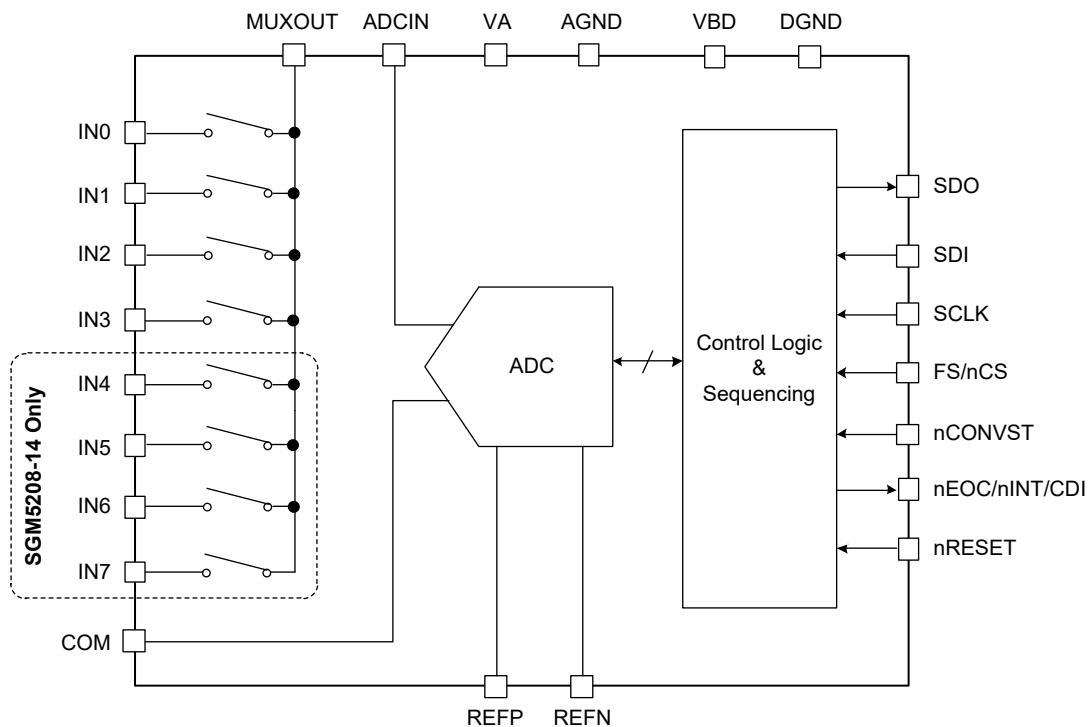 MUXOUT ADCIN VA AGND VBD DGND
IN0
IN1
IN2
IN3
IN4
IN5
IN6
IN7
SGM5208-14 Only
COM
ADC
Control Logic
&
Sequencing
SDO
SDI
SCLK
FS/nCS
nCONVST
nEOC/nINT/CDI
nRESET
REFP REFN